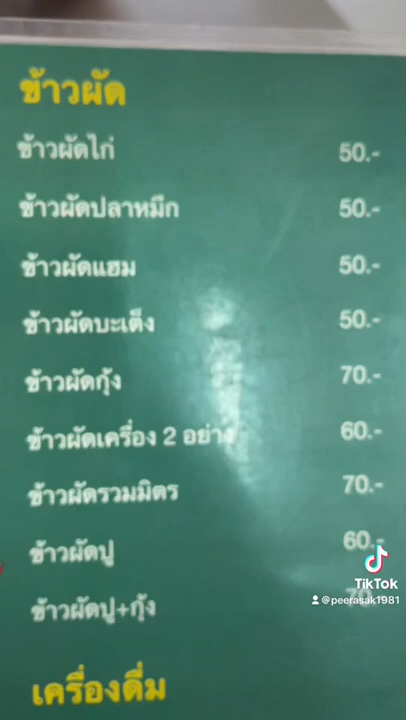 ข้าวผัด
ข้าวผัดไก่ 50.-
ข้าวผัดปลาหมึก 50.-
ข้าวผัดแฮม 50.-
ข้าวผัดบะเต็ง 50.-
ข้าวผัดกุ้ง 70.-
ข้าวผัดเครื่อง 2 อย่าง 60.-
ข้าวผัดรวมมิตร 70.-
ข้าวผัดปู 60.-
ข้าวผัดปู+กุ้ง 70
TikTok
@peerasak1981
เครื่องดื่ม